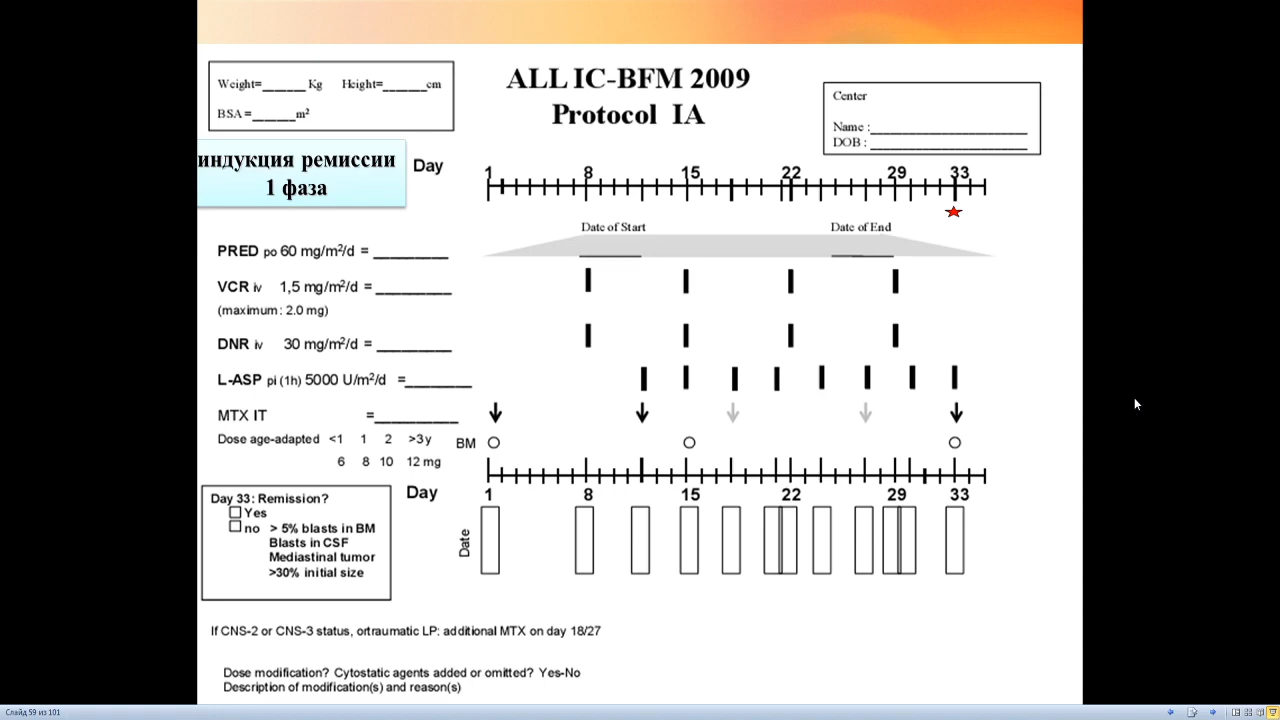 Weight=______ Kg Height=______cm
BSA =______m²
ALL IC-BFM 2009
Protocol IA
Center
Name :______________________
DOB : ______________________
индукция ремиссии
1 фаза
Day
1 8 15 22 29 33
Date of Start Date of End
PRED po 60 mg/m²/d = _________
VCR iv 1,5 mg/m²/d = _________
(maximum: 2.0 mg)
DNR iv 30 mg/m²/d = _________
L-ASP pi (1h) 5000 U/m²/d =________
MTX IT =__________
Dose age-adapted <1 1 2 >3y
BM
6 8 10 12 mg
Day
1 8 15 22 29 33
Date
Day 33: Remission?
Yes
no > 5% blasts in BM
Blasts in CSF
Mediastinal tumor
>30% initial size
If CNS-2 or CNS-3 status, ortraumatic LP: additional MTX on day 18/27
Dose modification? Cytostatic agents added or omitted? Yes-No
Description of modification(s) and reason(s)
Слайд 59 из 101